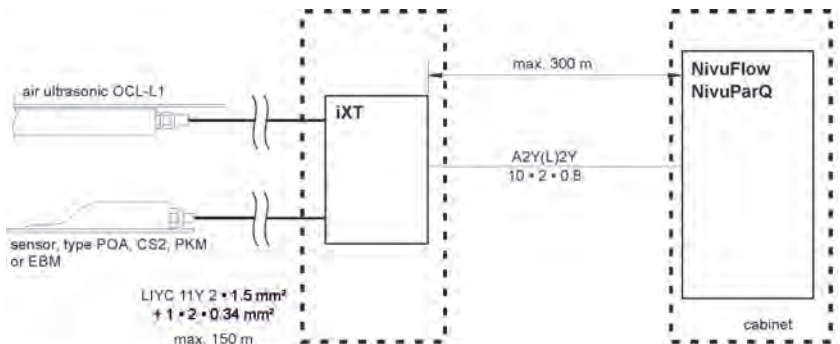 air ultrasonic OCL-L1
iXT
max. 300 m
NivuFlow
NivuParQ
A2Y(L)2Y
10 • 2 • 0.8
sensor, type POA, CS2, PKM
or EBM
LIYC 11Y 2 • 1.5 mm²
+ 1 • 2 • 0.34 mm²
max. 150 m
cabinet